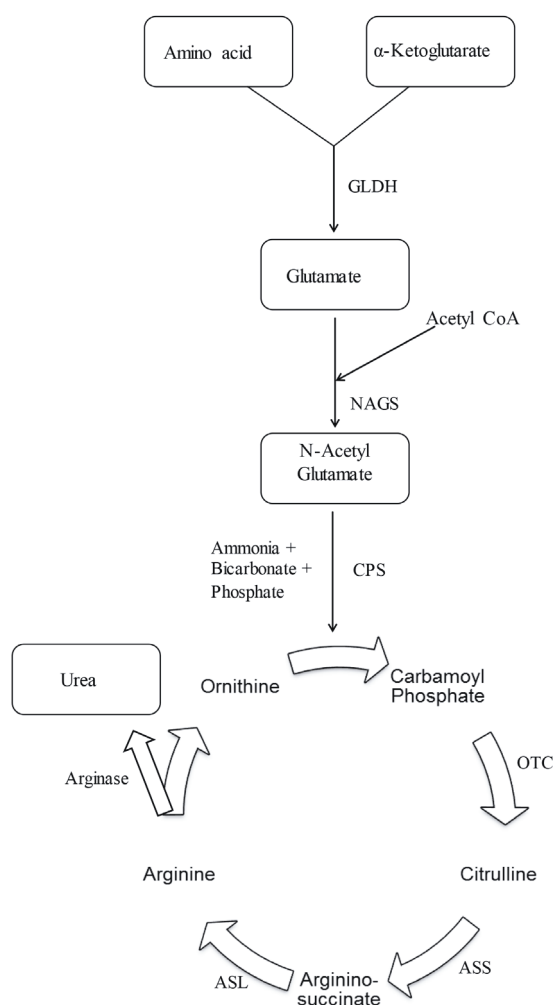 Amino acid
α-Ketoglutarate
GLDH
Glutamate
Acetyl CoA
NAGS
N-Acetyl
Glutamate
Ammonia +
Bicarbonate +
Phosphate
CPS
Urea
Ornithine
Carbamoyl
Phosphate
Arginase
OTC
Arginine
Citrulline
ASL
Arginino-
succinate
ASS